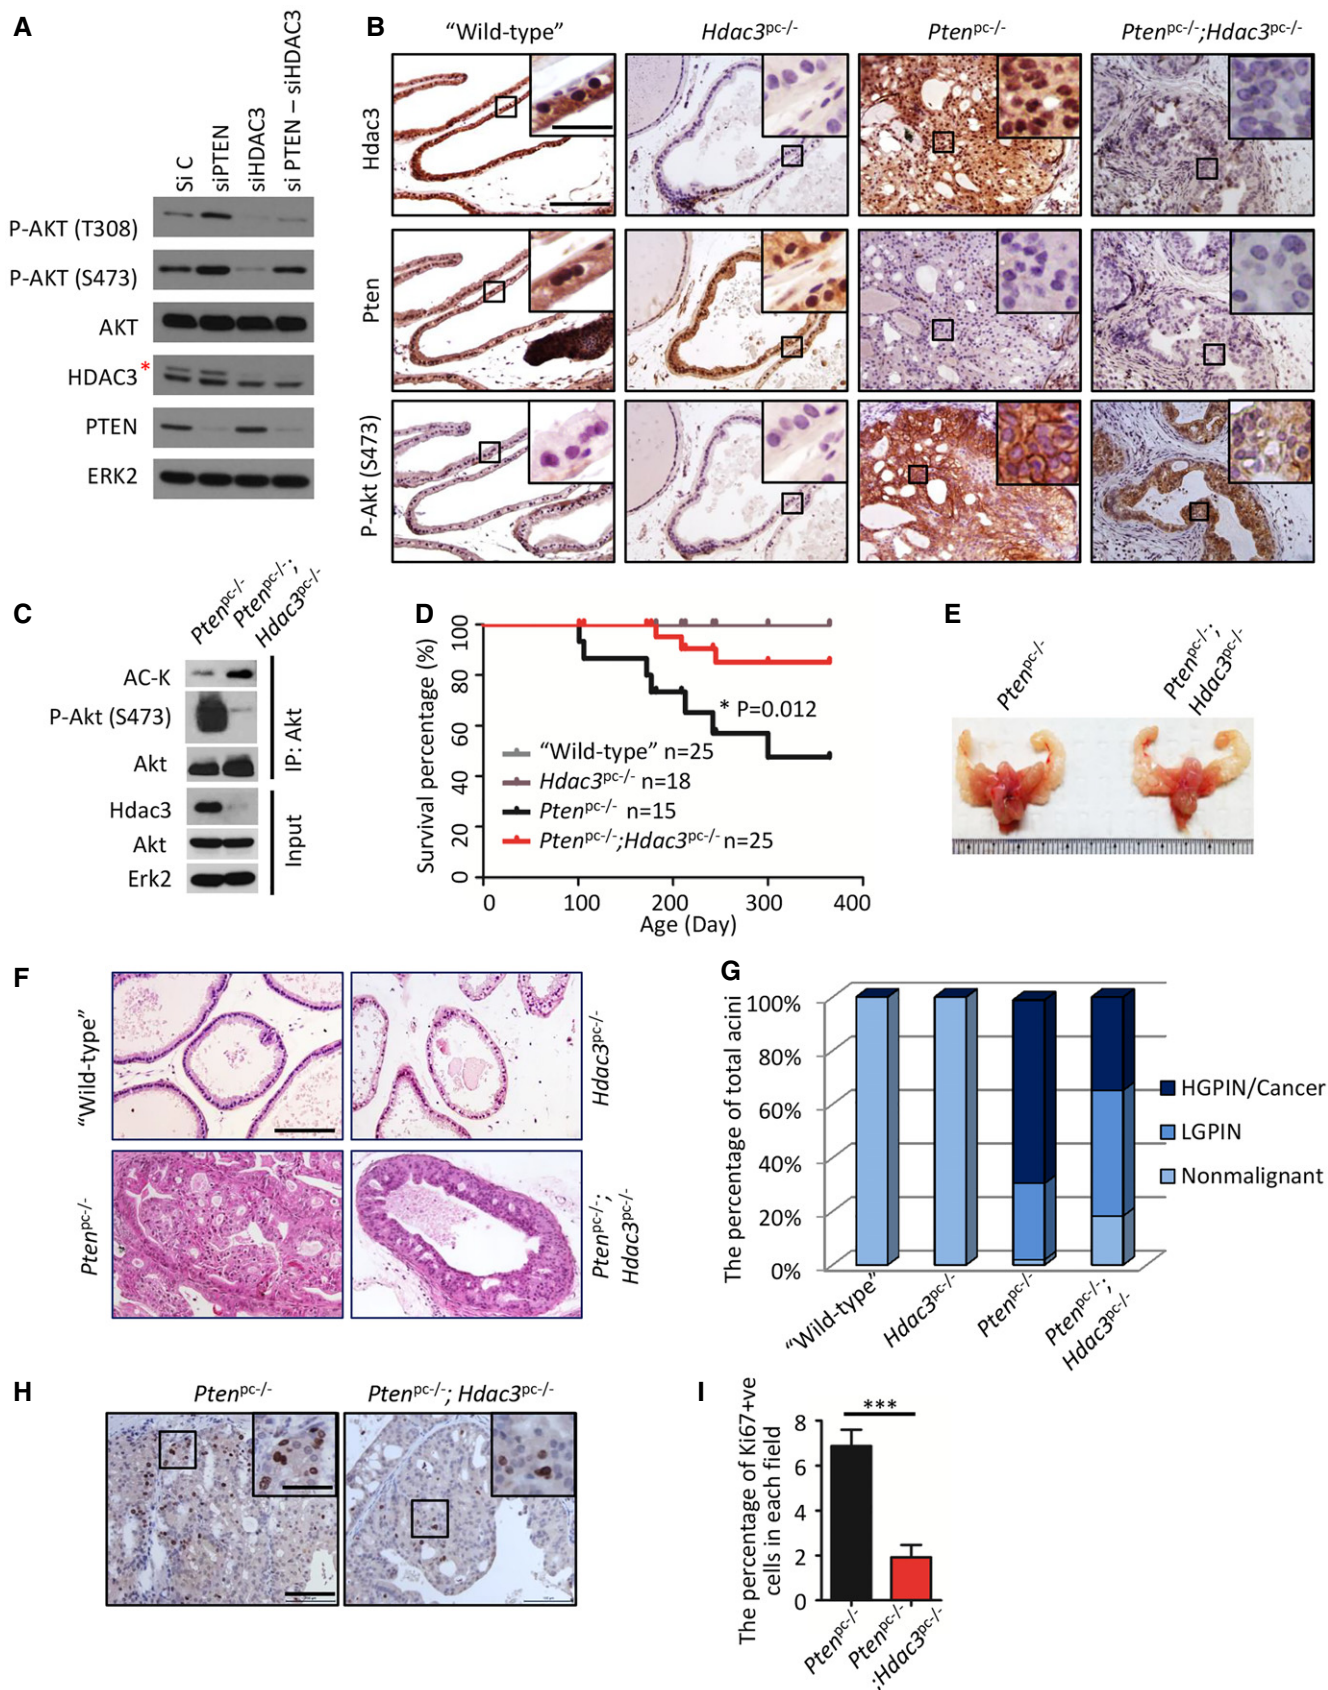 A
Si C
siPTEN
siHDAC3
si PTEN – siHDAC3
P-AKT (T308)
P-AKT (S473)
AKT
HDAC3 *
PTEN
ERK2
B
“Wild-type”
Hdac3pc-/-
Ptenpc-/-
Ptenpc-/-;Hdac3pc-/-
Hdac3
Pten
P-Akt (S473)
C
Ptenpc-/-
Ptenpc-/-;
Hdac3pc-/-
AC-K
P-Akt (S473)
Akt
IP: Akt
Hdac3
Akt
Erk2
Input
D
Survival percentage (%)
100
80
60
40
20
0
* P=0.012
“Wild-type” n=25
Hdac3pc-/- n=18
Ptenpc-/- n=15
Ptenpc-/-;Hdac3pc-/- n=25
0 100 200 300 400
Age (Day)
E
Ptenpc-/-
Ptenpc-/-;
Hdac3pc-/-
F
“Wild-type”
Hdac3pc-/-
Ptenpc-/-
Ptenpc-/-;
Hdac3pc-/-
G
The percentage of total acini
100%
80%
60%
40%
20%
0%
HGPIN/Cancer
LGPIN
Nonmalignant
“Wild-type”
Hdac3pc-/-
Ptenpc-/-
Ptenpc-/-;
Hdac3pc-/-
H
Ptenpc-/-
Ptenpc-/-; Hdac3pc-/-
I
The percentage of Ki67+ve
cells in each field
8
6
4
2
0
***
Ptenpc-/-
Ptenpc-/-
;Hdac3pc-/-